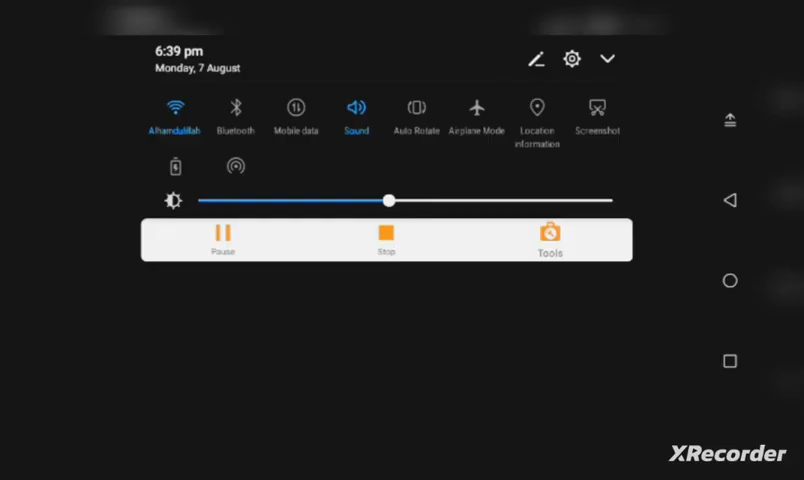 6:39 pm
Monday, 7 August
Alhamdulillah Bluetooth Mobile data Sound Auto Rotate Airplane Mode Location information Screenshot
Pause Stop Tools
XRecorder